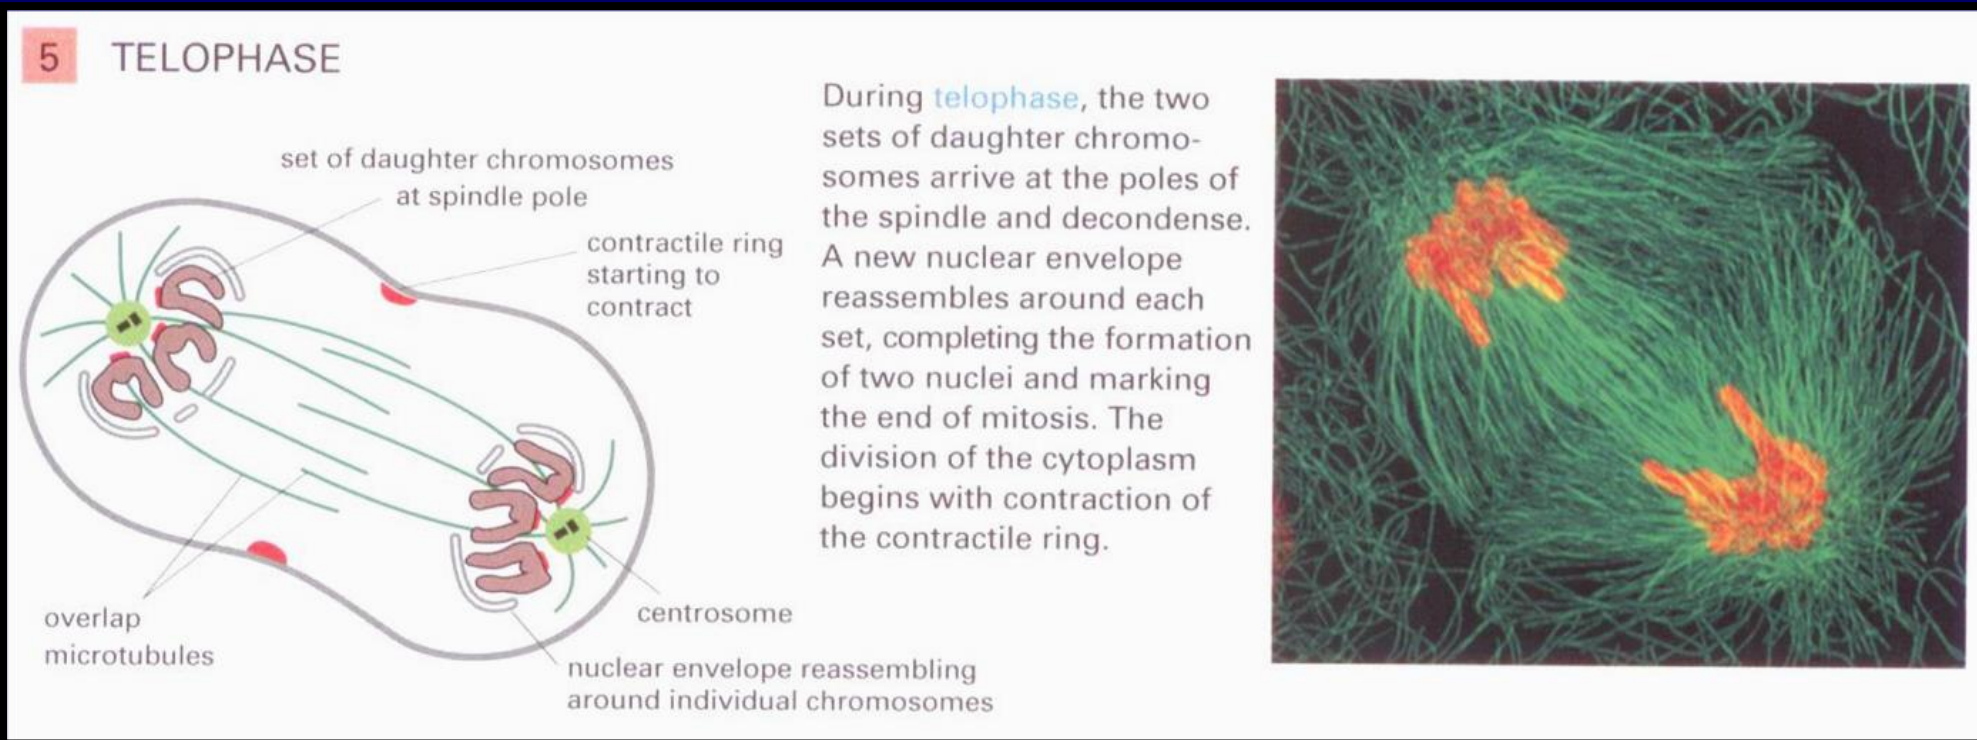 5 TELOPHASE
set of daughter chromosomes
at spindle pole
contractile ring
starting to
contract
overlap
microtubules
centrosome
nuclear envelope reassembling
around individual chromosomes
During telophase, the two
sets of daughter chromo-
somes arrive at the poles of
the spindle and decondense.
A new nuclear envelope
reassembles around each
set, completing the formation
of two nuclei and marking
the end of mitosis. The
division of the cytoplasm
begins with contraction of
the contractile ring.